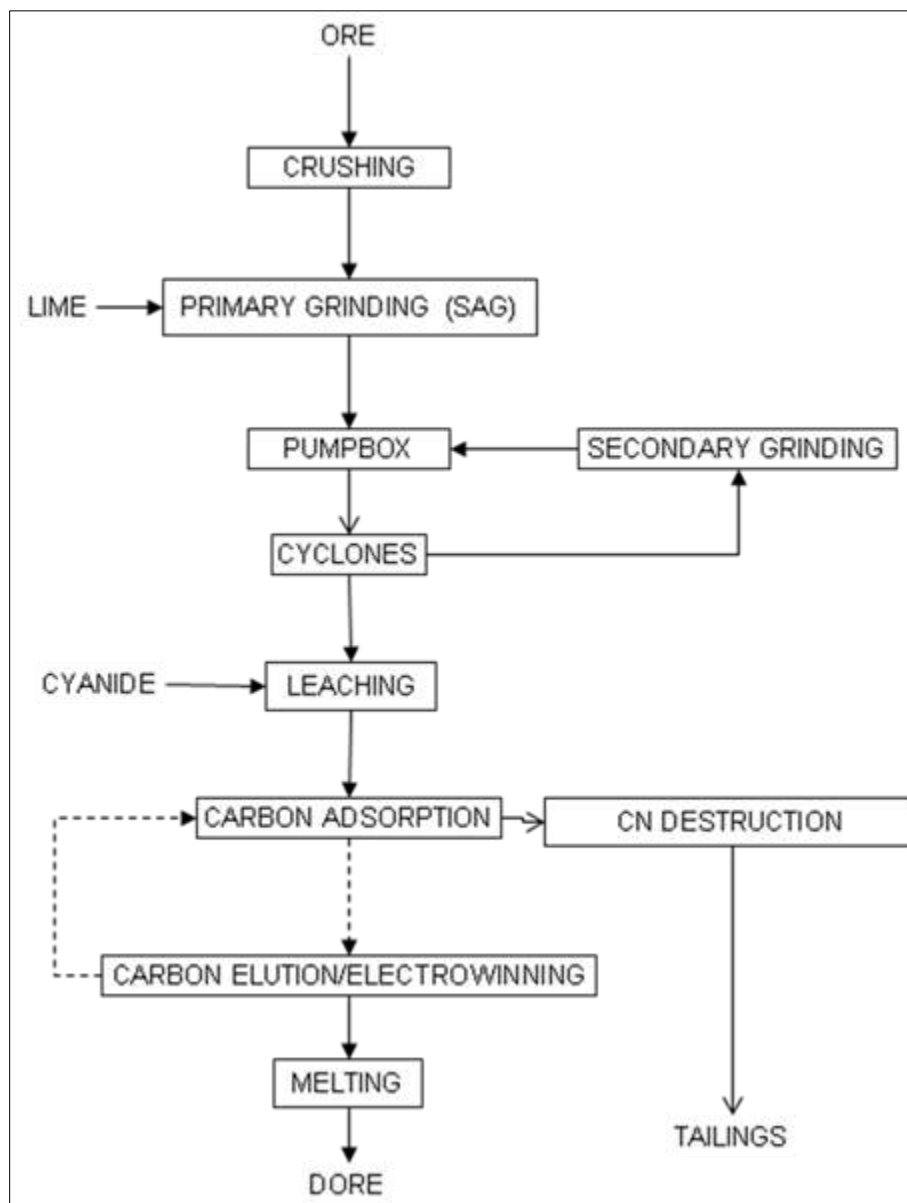 ORE
CRUSHING
LIME
PRIMARY GRINDING (SAG)
PUMPBOX
SECONDARY GRINDING
CYCLONES
CYANIDE
LEACHING
CARBON ADSORPTION
CN DESTRUCTION
CARBON ELUTION/ELECTROWINNING
MELTING
TAILINGS
DORE